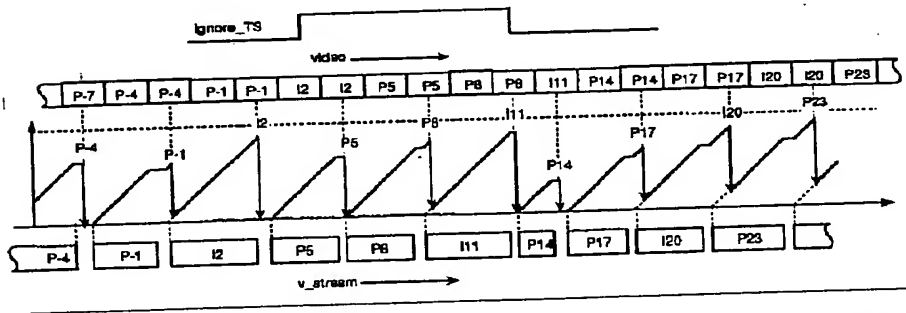 Ignore_TS
video
P-7 P-4 P-4 P-1 P-1 I2 I2 P5 P5 P8 P8 I11 P14 P14 P17 P17 I20 I20 P23
I2 P8 I11 I20 P23
P-4 P-1 P5 P14 P17
P-4 P-1 I2 P5 P8 I11 P14 P17 I20 P23
v_stream